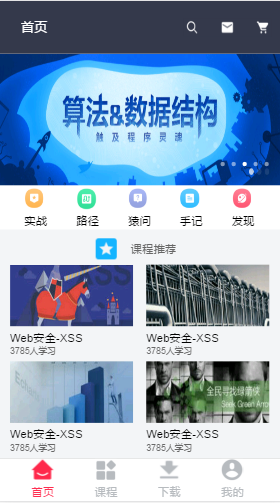 首页
算法&数据结构
触及程序灵魂
实战 路径 猿问 手记 发现
课程推荐
XSS
Web安全-XSS Web安全-XSS
3785人学习 3785人学习
全民寻找绿箭侠
Seek Green Arrow
Web安全-XSS Web安全-XSS
3785人学习 3785人学习
首页 课程 下载 我的